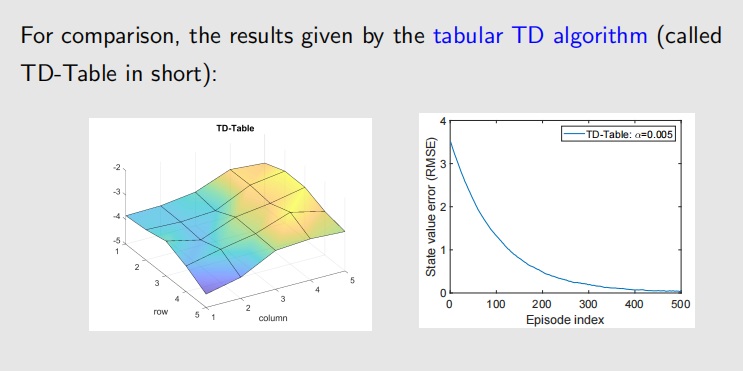 For comparison, the results given by the tabular TD algorithm (called
TD-Table in short):
TD-Table
-2
-3
-4
-5
1
2
3
4
5
row
1
2
3
4
5
column
TD-Table: α=0.005
State value error (RMSE)
4
3
2
1
0
0 100 200 300 400 500
Episode index